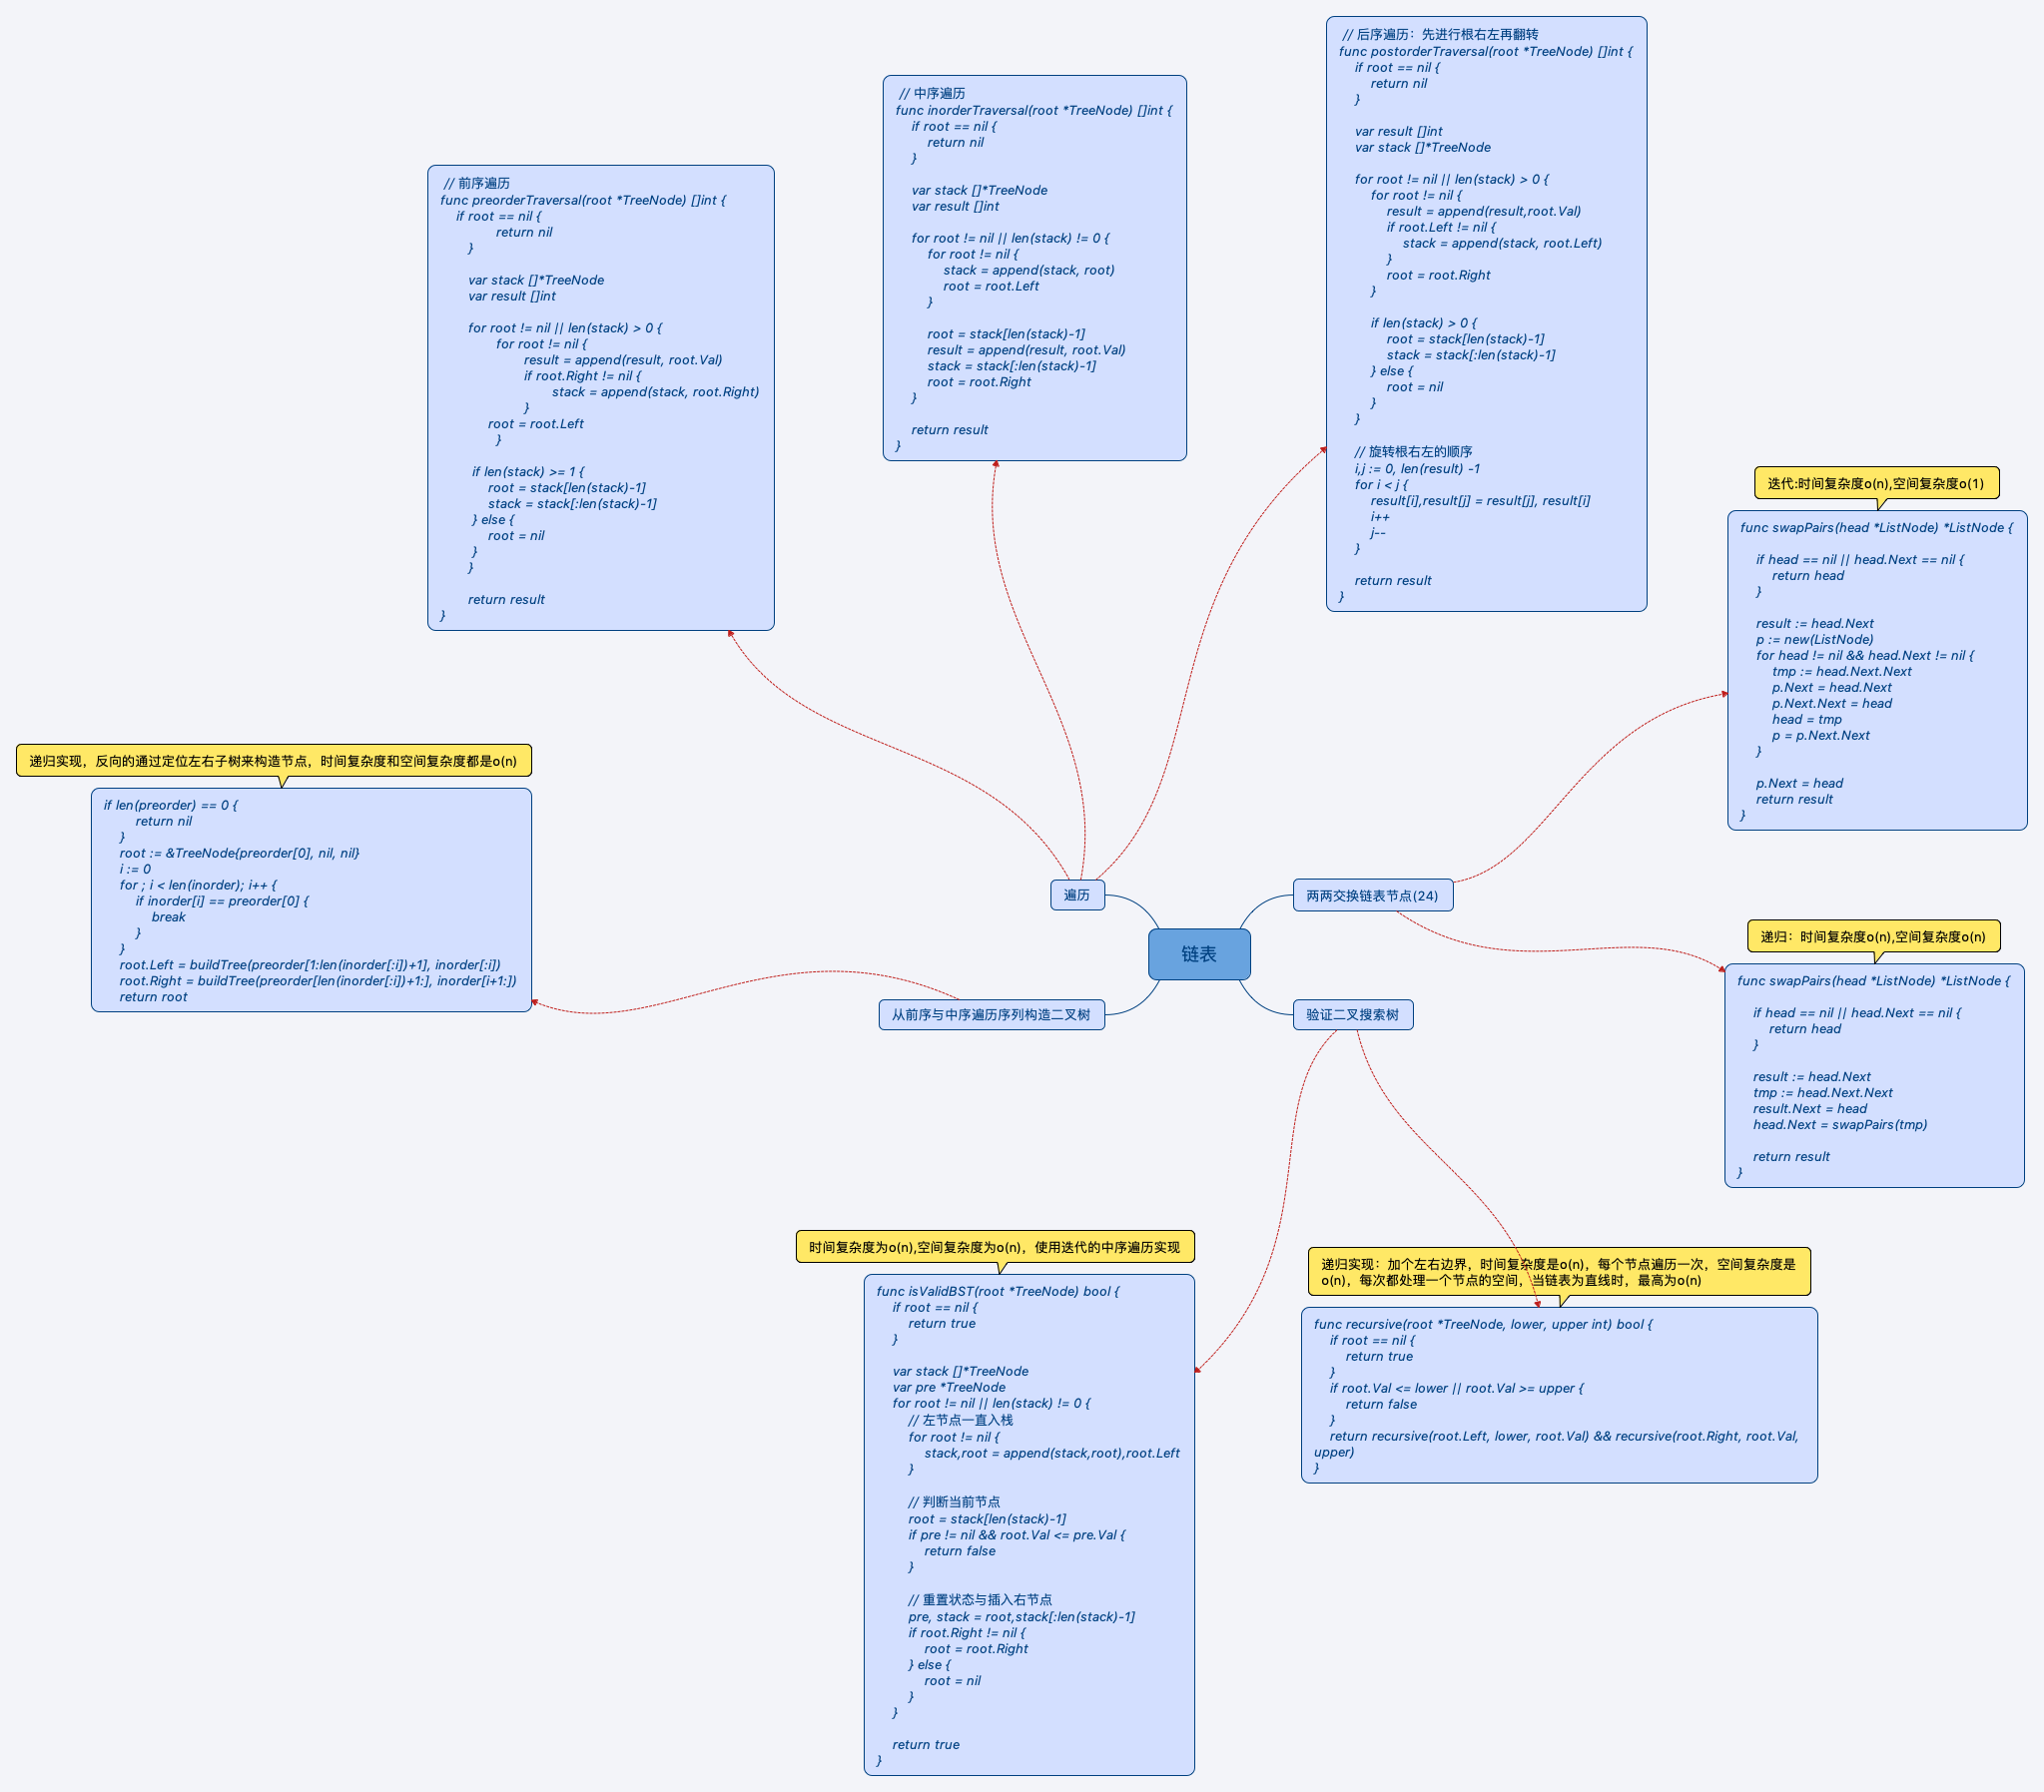 // 前序遍历
func preorderTraversal(root *TreeNode) []int {
if root == nil {
return nil
}
var stack []*TreeNode
var result []int
for root != nil || len(stack) > 0 {
for root != nil {
result = append(result, root.Val)
if root.Right != nil {
stack = append(stack, root.Right)
}
root = root.Left
}
if len(stack) >= 1 {
root = stack[len(stack)-1]
stack = stack[:len(stack)-1]
} else {
root = nil
}
}
return result
}
// 中序遍历
func inorderTraversal(root *TreeNode) []int {
if root == nil {
return nil
}
var stack []*TreeNode
var result []int
for root != nil || len(stack) != 0 {
for root != nil {
stack = append(stack, root)
root = root.Left
}
root = stack[len(stack)-1]
result = append(result, root.Val)
stack = stack[:len(stack)-1]
root = root.Right
}
return result
}
// 后序遍历：先进行根右左再翻转
func postorderTraversal(root *TreeNode) []int {
if root == nil {
return nil
}
var result []int
var stack []*TreeNode
for root != nil || len(stack) > 0 {
for root != nil {
result = append(result,root.Val)
if root.Left != nil {
stack = append(stack, root.Left)
}
root = root.Right
}
if len(stack) > 0 {
root = stack[len(stack)-1]
stack = stack[:len(stack)-1]
} else {
root = nil
}
}
// 旋转根右左的顺序
i,j := 0, len(result) -1
for i < j {
result[i],result[j] = result[j], result[i]
i++
j--
}
return result
}
迭代:时间复杂度o(n),空间复杂度o(1)
func swapPairs(head *ListNode) *ListNode {
if head == nil || head.Next == nil {
return head
}
result := head.Next
p := new(ListNode)
for head != nil && head.Next != nil {
tmp := head.Next.Next
p.Next = head.Next
p.Next.Next = head
head = tmp
p = p.Next.Next
}
p.Next = head
return result
}
递归实现，反向的通过定位左右子树来构造节点，时间复杂度和空间复杂度都是o(n)
if len(preorder) == 0 {
return nil
}
root := &TreeNode{preorder[0], nil, nil}
i := 0
for ; i < len(inorder); i++ {
if inorder[i] == preorder[0] {
break
}
}
root.Left = buildTree(preorder[1:len(inorder[:i])+1], inorder[:i])
root.Right = buildTree(preorder[len(inorder[:i])+1:], inorder[i+1:])
return root
遍历
两两交换链表节点(24)
链表
从前序与中序遍历序列构造二叉树
验证二叉搜索树
递归：时间复杂度o(n),空间复杂度o(n)
func swapPairs(head *ListNode) *ListNode {
if head == nil || head.Next == nil {
return head
}
result := head.Next
tmp := head.Next.Next
result.Next = head
head.Next = swapPairs(tmp)
return result
}
时间复杂度为o(n),空间复杂度为o(n)，使用迭代的中序遍历实现
func isValidBST(root *TreeNode) bool {
if root == nil {
return true
}
var stack []*TreeNode
var pre *TreeNode
for root != nil || len(stack) != 0 {
// 左节点一直入栈
for root != nil {
stack,root = append(stack,root),root.Left
}
// 判断当前节点
root = stack[len(stack)-1]
if pre != nil && root.Val <= pre.Val {
return false
}
// 重置状态与插入右节点
pre, stack = root,stack[:len(stack)-1]
if root.Right != nil {
root = root.Right
} else {
root = nil
}
}
return true
}
递归实现：加个左右边界，时间复杂度是o(n)，每个节点遍历一次，空间复杂度是
o(n)，每次都处理一个节点的空间，当链表为直线时，最高为o(n)
func recursive(root *TreeNode, lower, upper int) bool {
if root == nil {
return true
}
if root.Val <= lower || root.Val >= upper {
return false
}
return recursive(root.Left, lower, root.Val) && recursive(root.Right, root.Val,
upper)
}